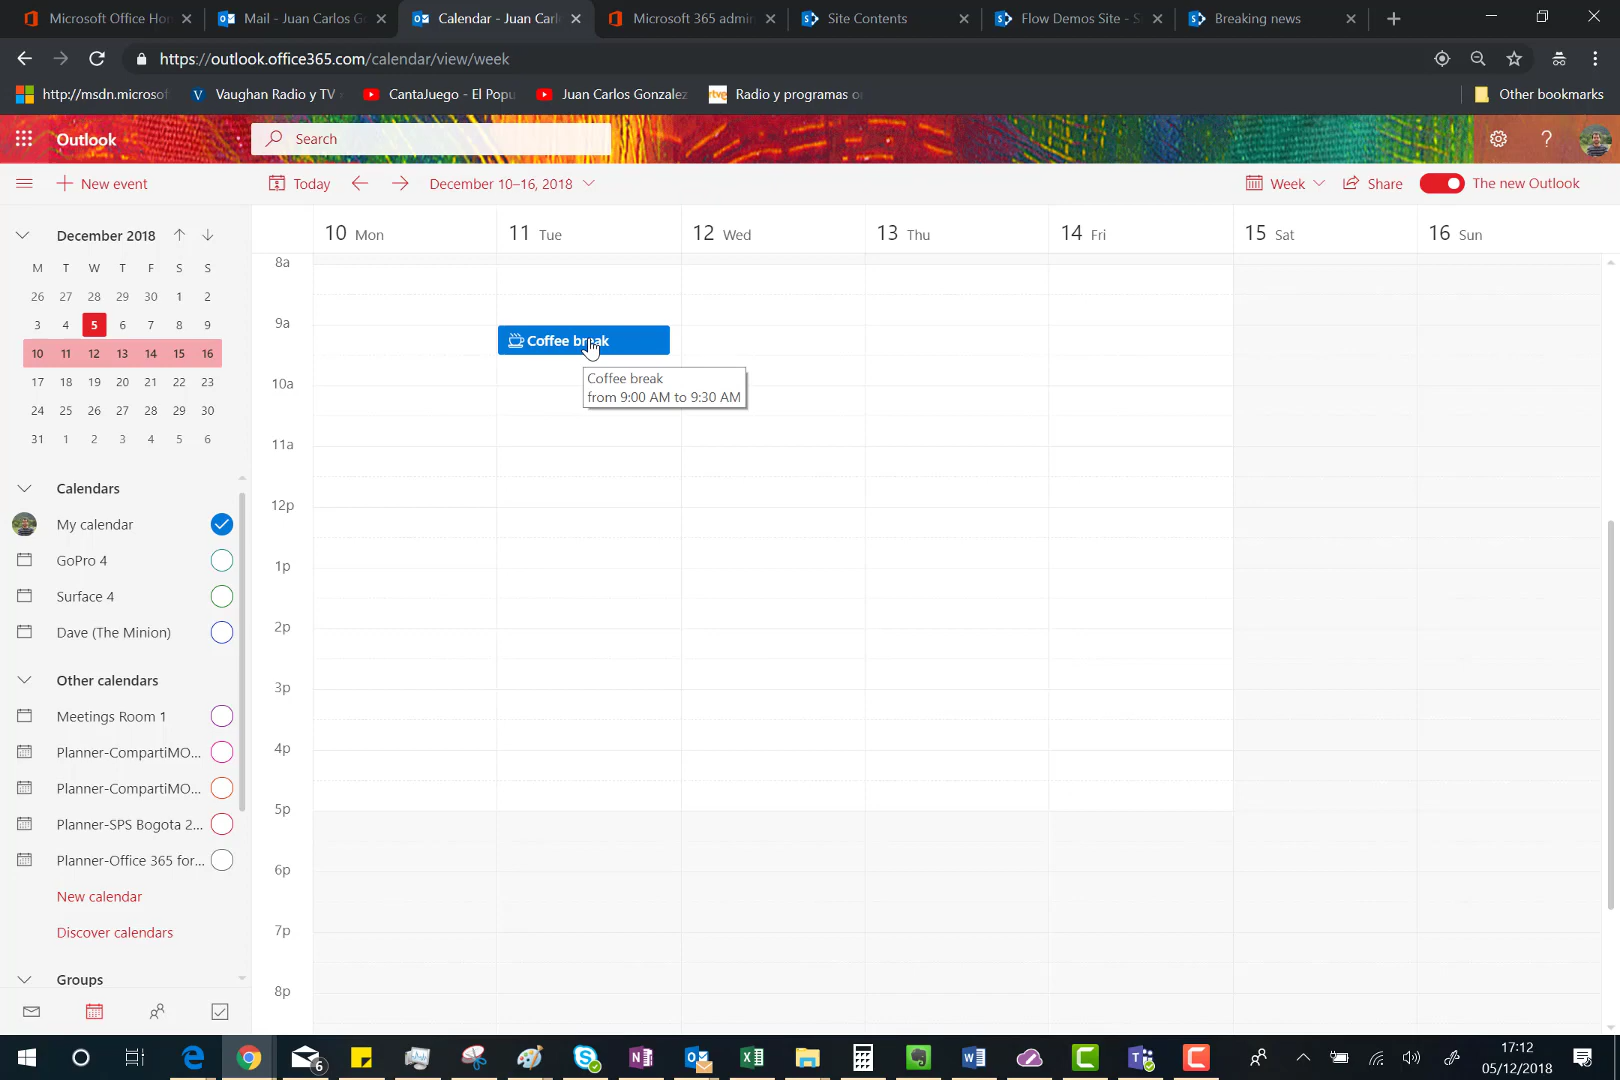 Microsoft Office Hon
Mail - Juan Carlos G
Calendar - Juan Carl
Microsoft 365 admin
Site Contents
Flow Demos Site - S
Breaking news
https://outlook.office365.com/calendar/view/week
http://msdn.microsof
Vaughan Radio y TV
CantaJuego - El Popu
Juan Carlos Gonzalez
rtve
Radio y programas o
Other bookmarks
Outlook
Search
New event
Today
December 10–16, 2018
Week
Share
The new Outlook
December 2018
M T W T F S S
26 27 28 29 30 1 2
3 4 5 6 7 8 9
10 11 12 13 14 15 16
17 18 19 20 21 22 23
24 25 26 27 28 29 30
31 1 2 3 4 5 6
Calendars
My calendar
GoPro 4
Surface 4
Dave (The Minion)
Other calendars
Meetings Room 1
Planner-CompartiMO...
Planner-CompartiMO...
Planner-SPS Bogota 2...
Planner-Office 365 for...
New calendar
Discover calendars
Groups
10 Mon
11 Tue
12 Wed
13 Thu
14 Fri
15 Sat
16 Sun
8a
9a
10a
11a
12p
1p
2p
3p
4p
5p
6p
7p
8p
Coffee break
Coffee break
from 9:00 AM to 9:30 AM
6
17:12
05/12/2018